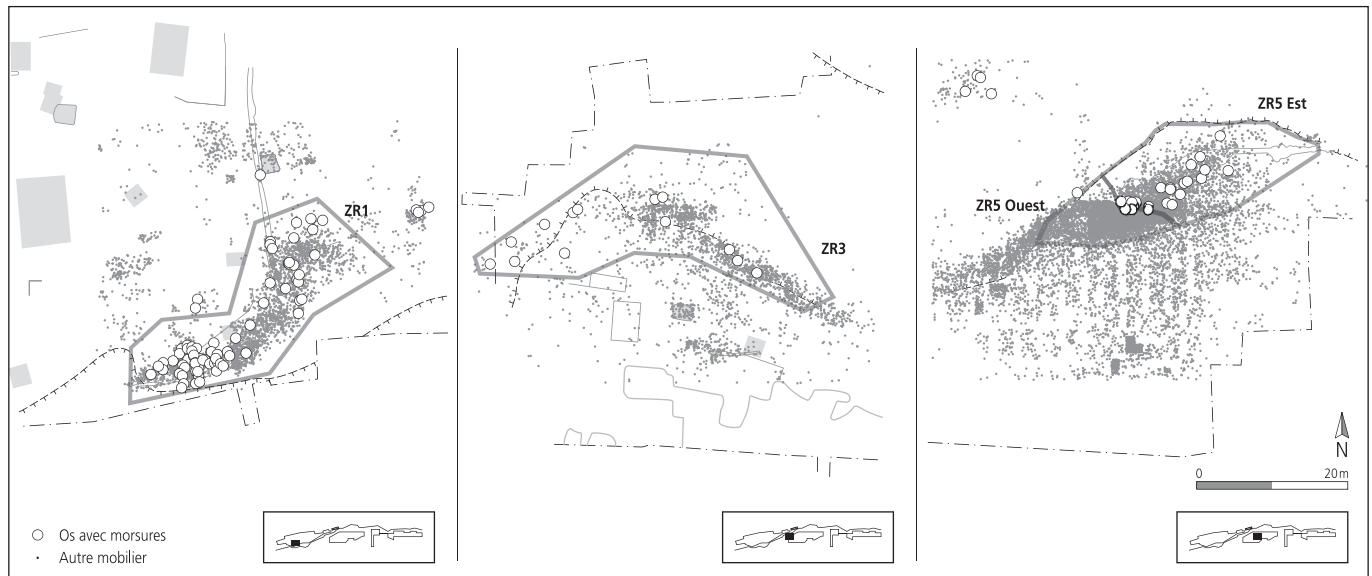 ZR1
ZR3
ZR5 Est
ZR5 Ouest
N
0 20 m
Os avec morsures
Autre mobilier